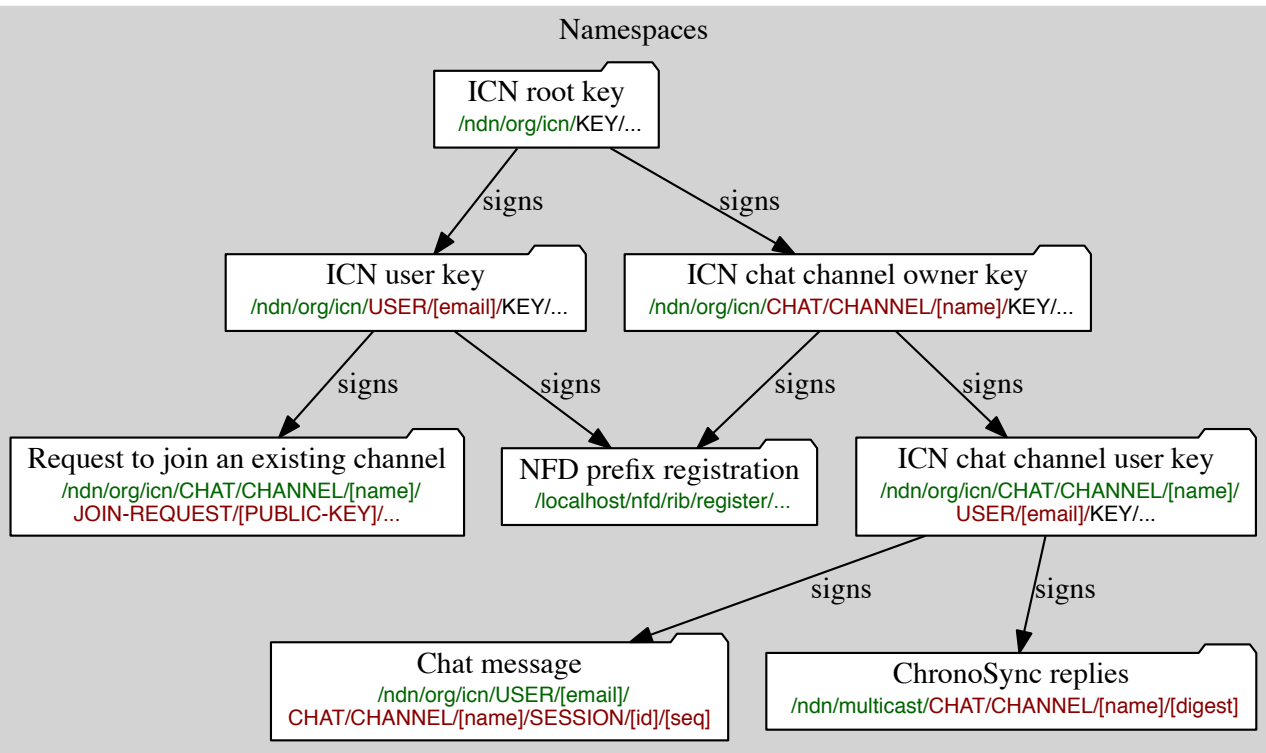 Namespaces
ICN root key
/ndn/org/icn/KEY/...
signs
signs
ICN user key
/ndn/org/icn/USER/[email]/KEY/...
ICN chat channel owner key
/ndn/org/icn/CHAT/CHANNEL/[name]/KEY/...
signs
signs
signs
signs
Request to join an existing channel
/ndn/org/icn/CHAT/CHANNEL/[name]/
JOIN-REQUEST/[PUBLIC-KEY]/...
NFD prefix registration
/localhost/nfd/rib/register/...
ICN chat channel user key
/ndn/org/icn/CHAT/CHANNEL/[name]/
USER/[email]/KEY/...
signs
signs
Chat message
/ndn/org/icn/USER/[email]/
CHAT/CHANNEL/[name]/SESSION/[id]/[seq]
ChronoSync replies
/ndn/multicast/CHAT/CHANNEL/[name]/[digest]